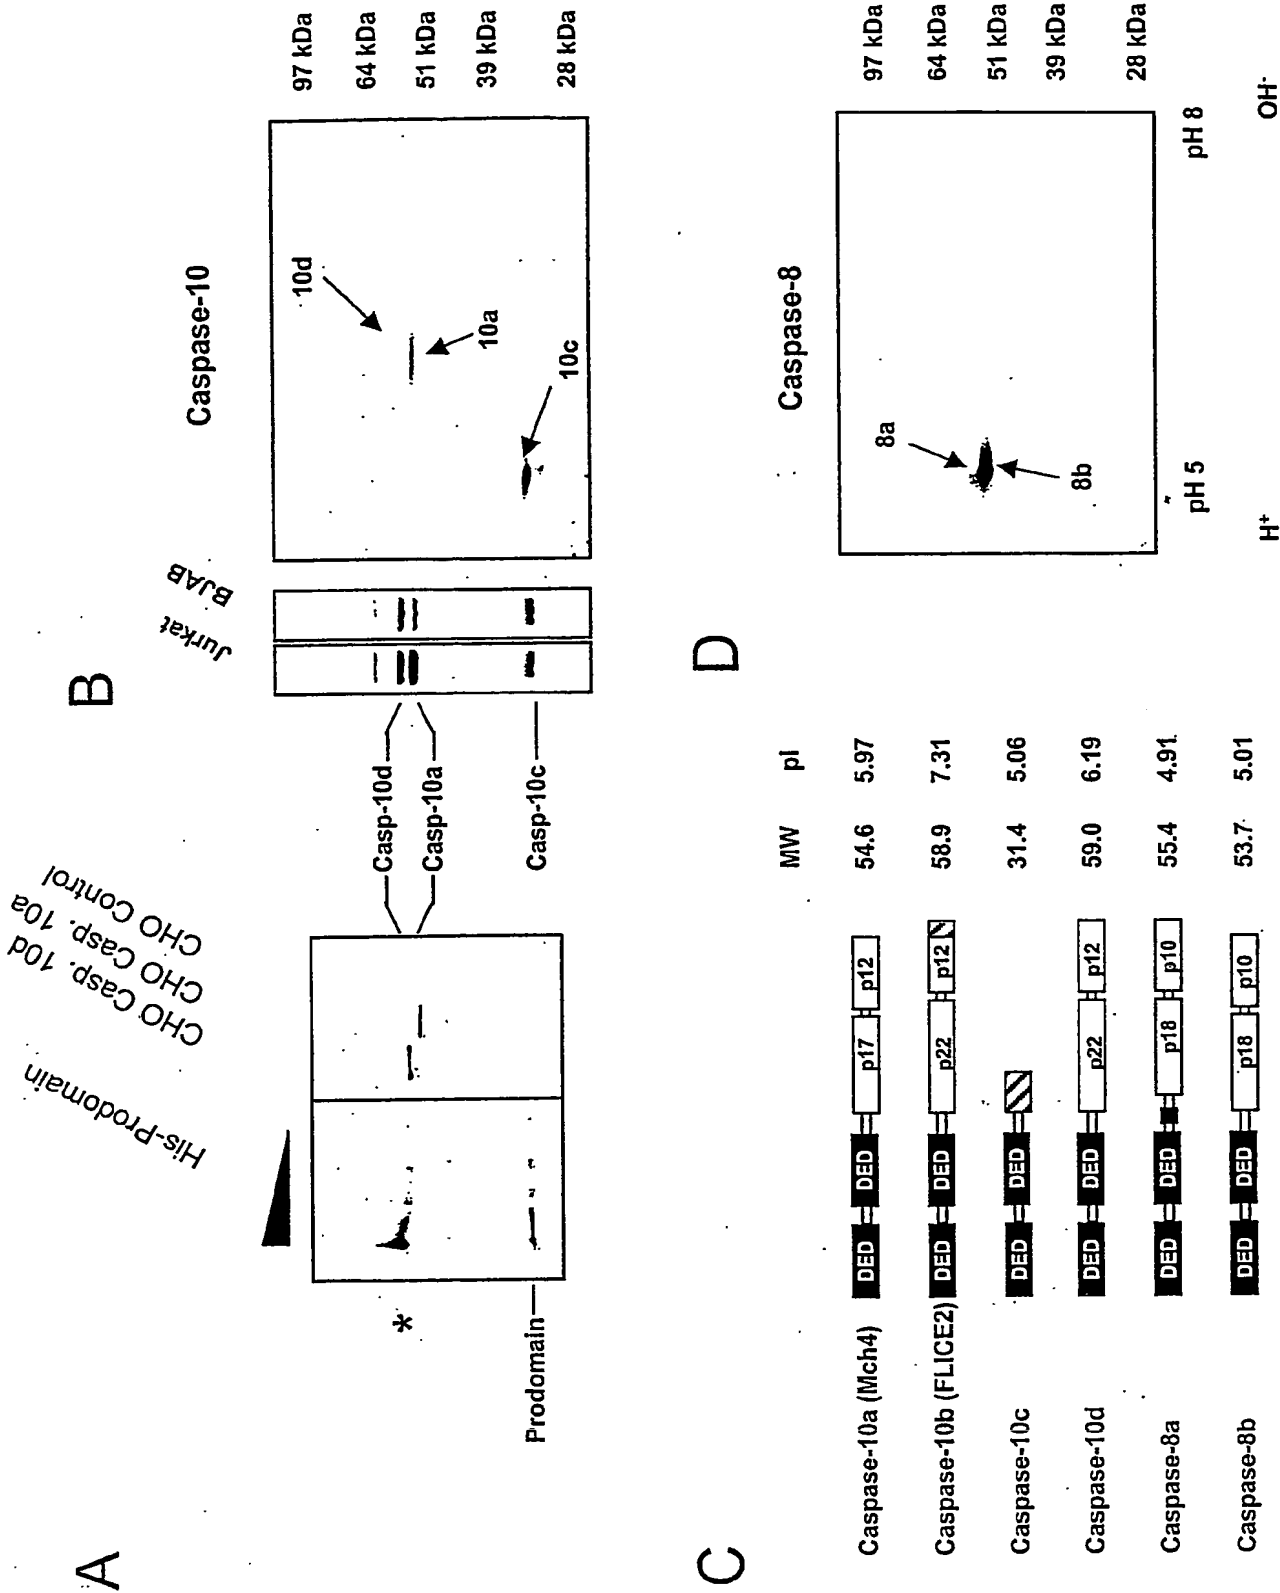 A
His-Prodomain
CHO Casp. 10d
CHO Casp. 10a
CHO Control
*
Prodomain
Casp-10d
Casp-10a
Casp-10c
B
Jurkat
BJAB
Caspase-10
10d
10a
10c
97 kDa
64 kDa
51 kDa
39 kDa
28 kDa
C
MW pI
Caspase-10a (Mch4) DED DED p17 p12 54.6 5.97
Caspase-10b (FLICE2) DED DED p22 p12 58.9 7.31
Caspase-10c DED DED 31.4 5.06
Caspase-10d DED DED p22 p12 59.0 6.19
Caspase-8a DED DED p18 p10 55.4 4.91
Caspase-8b DED DED p18 p10 53.7 5.01
D
Caspase-8
8a
8b
97 kDa
64 kDa
51 kDa
39 kDa
28 kDa
pH 5 pH 8
H+ OH-